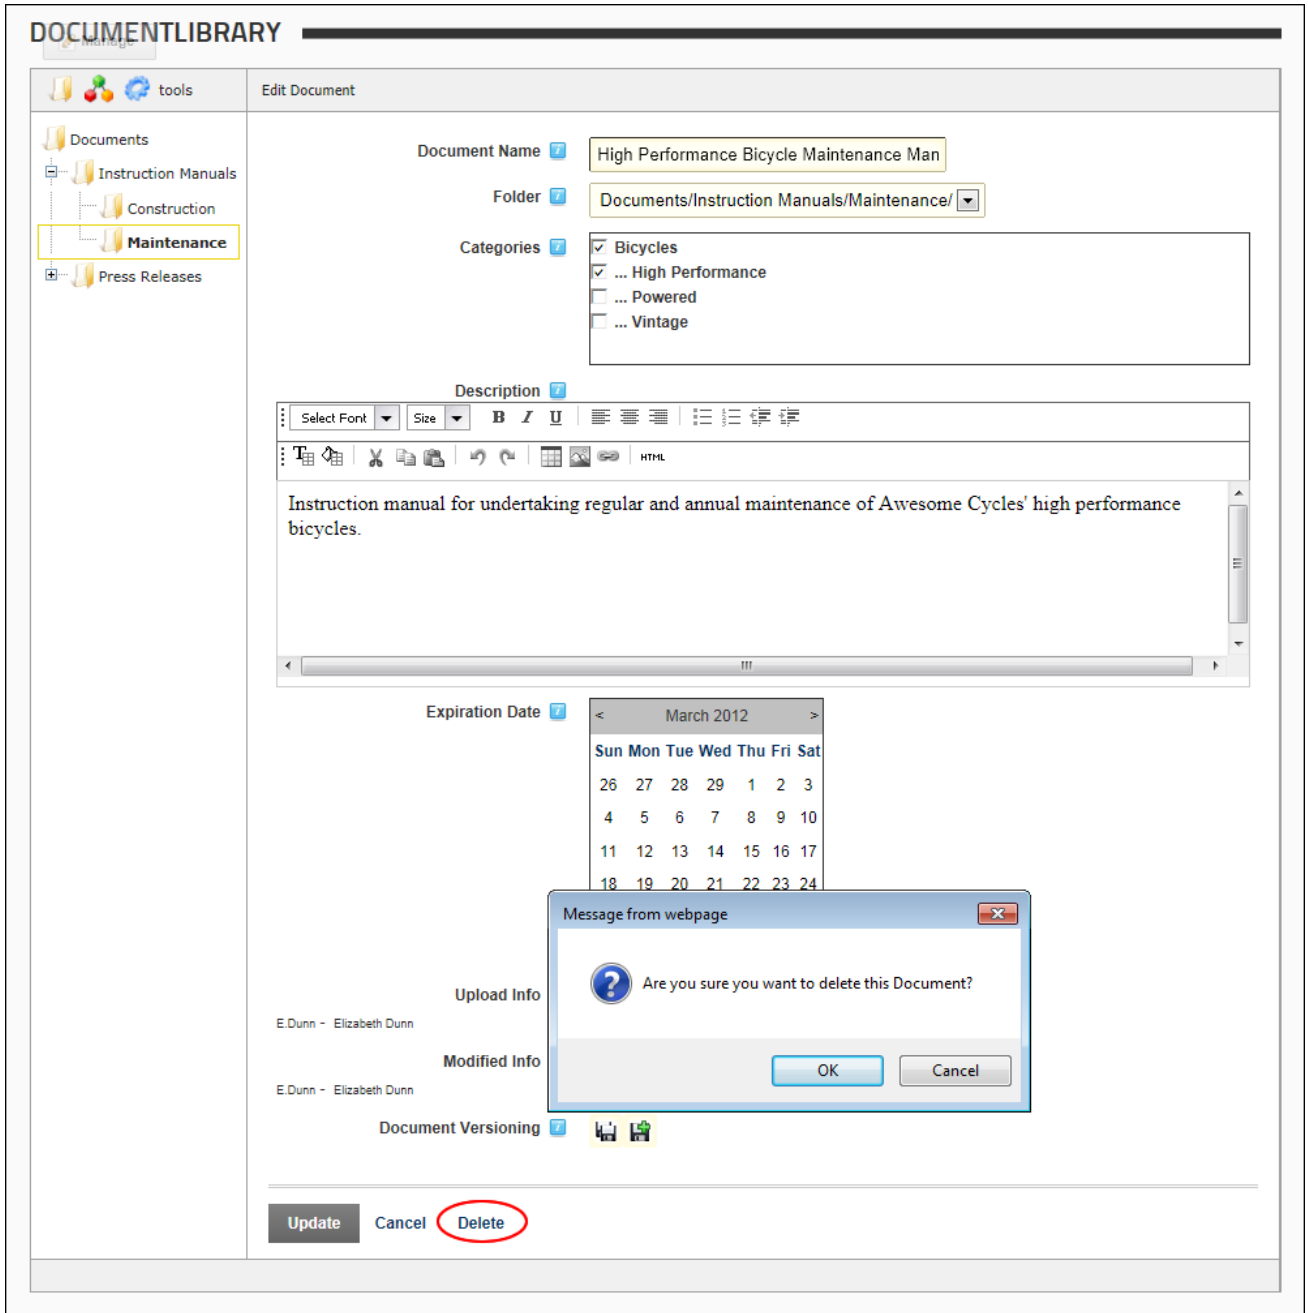 DOCUMENTLIBRARY
Manage
tools
Edit Document
Documents
Instruction Manuals
Construction
Maintenance
Press Releases
Document Name
High Performance Bicycle Maintenance Man
Folder
Documents/Instruction Manuals/Maintenance/
Categories
Bicycles
... High Performance
... Powered
... Vintage
Description
Select Font Size B I U
HTML
Instruction manual for undertaking regular and annual maintenance of Awesome Cycles' high performance
bicycles.
Expiration Date
< March 2012 >
Sun Mon Tue Wed Thu Fri Sat
26 27 28 29 1 2 3
4 5 6 7 8 9 10
11 12 13 14 15 16 17
18 19 20 21 22 23 24
Message from webpage
Are you sure you want to delete this Document?
OK Cancel
Upload Info
E.Dunn - Elizabeth Dunn
Modified Info
E.Dunn - Elizabeth Dunn
Document Versioning
Update Cancel Delete